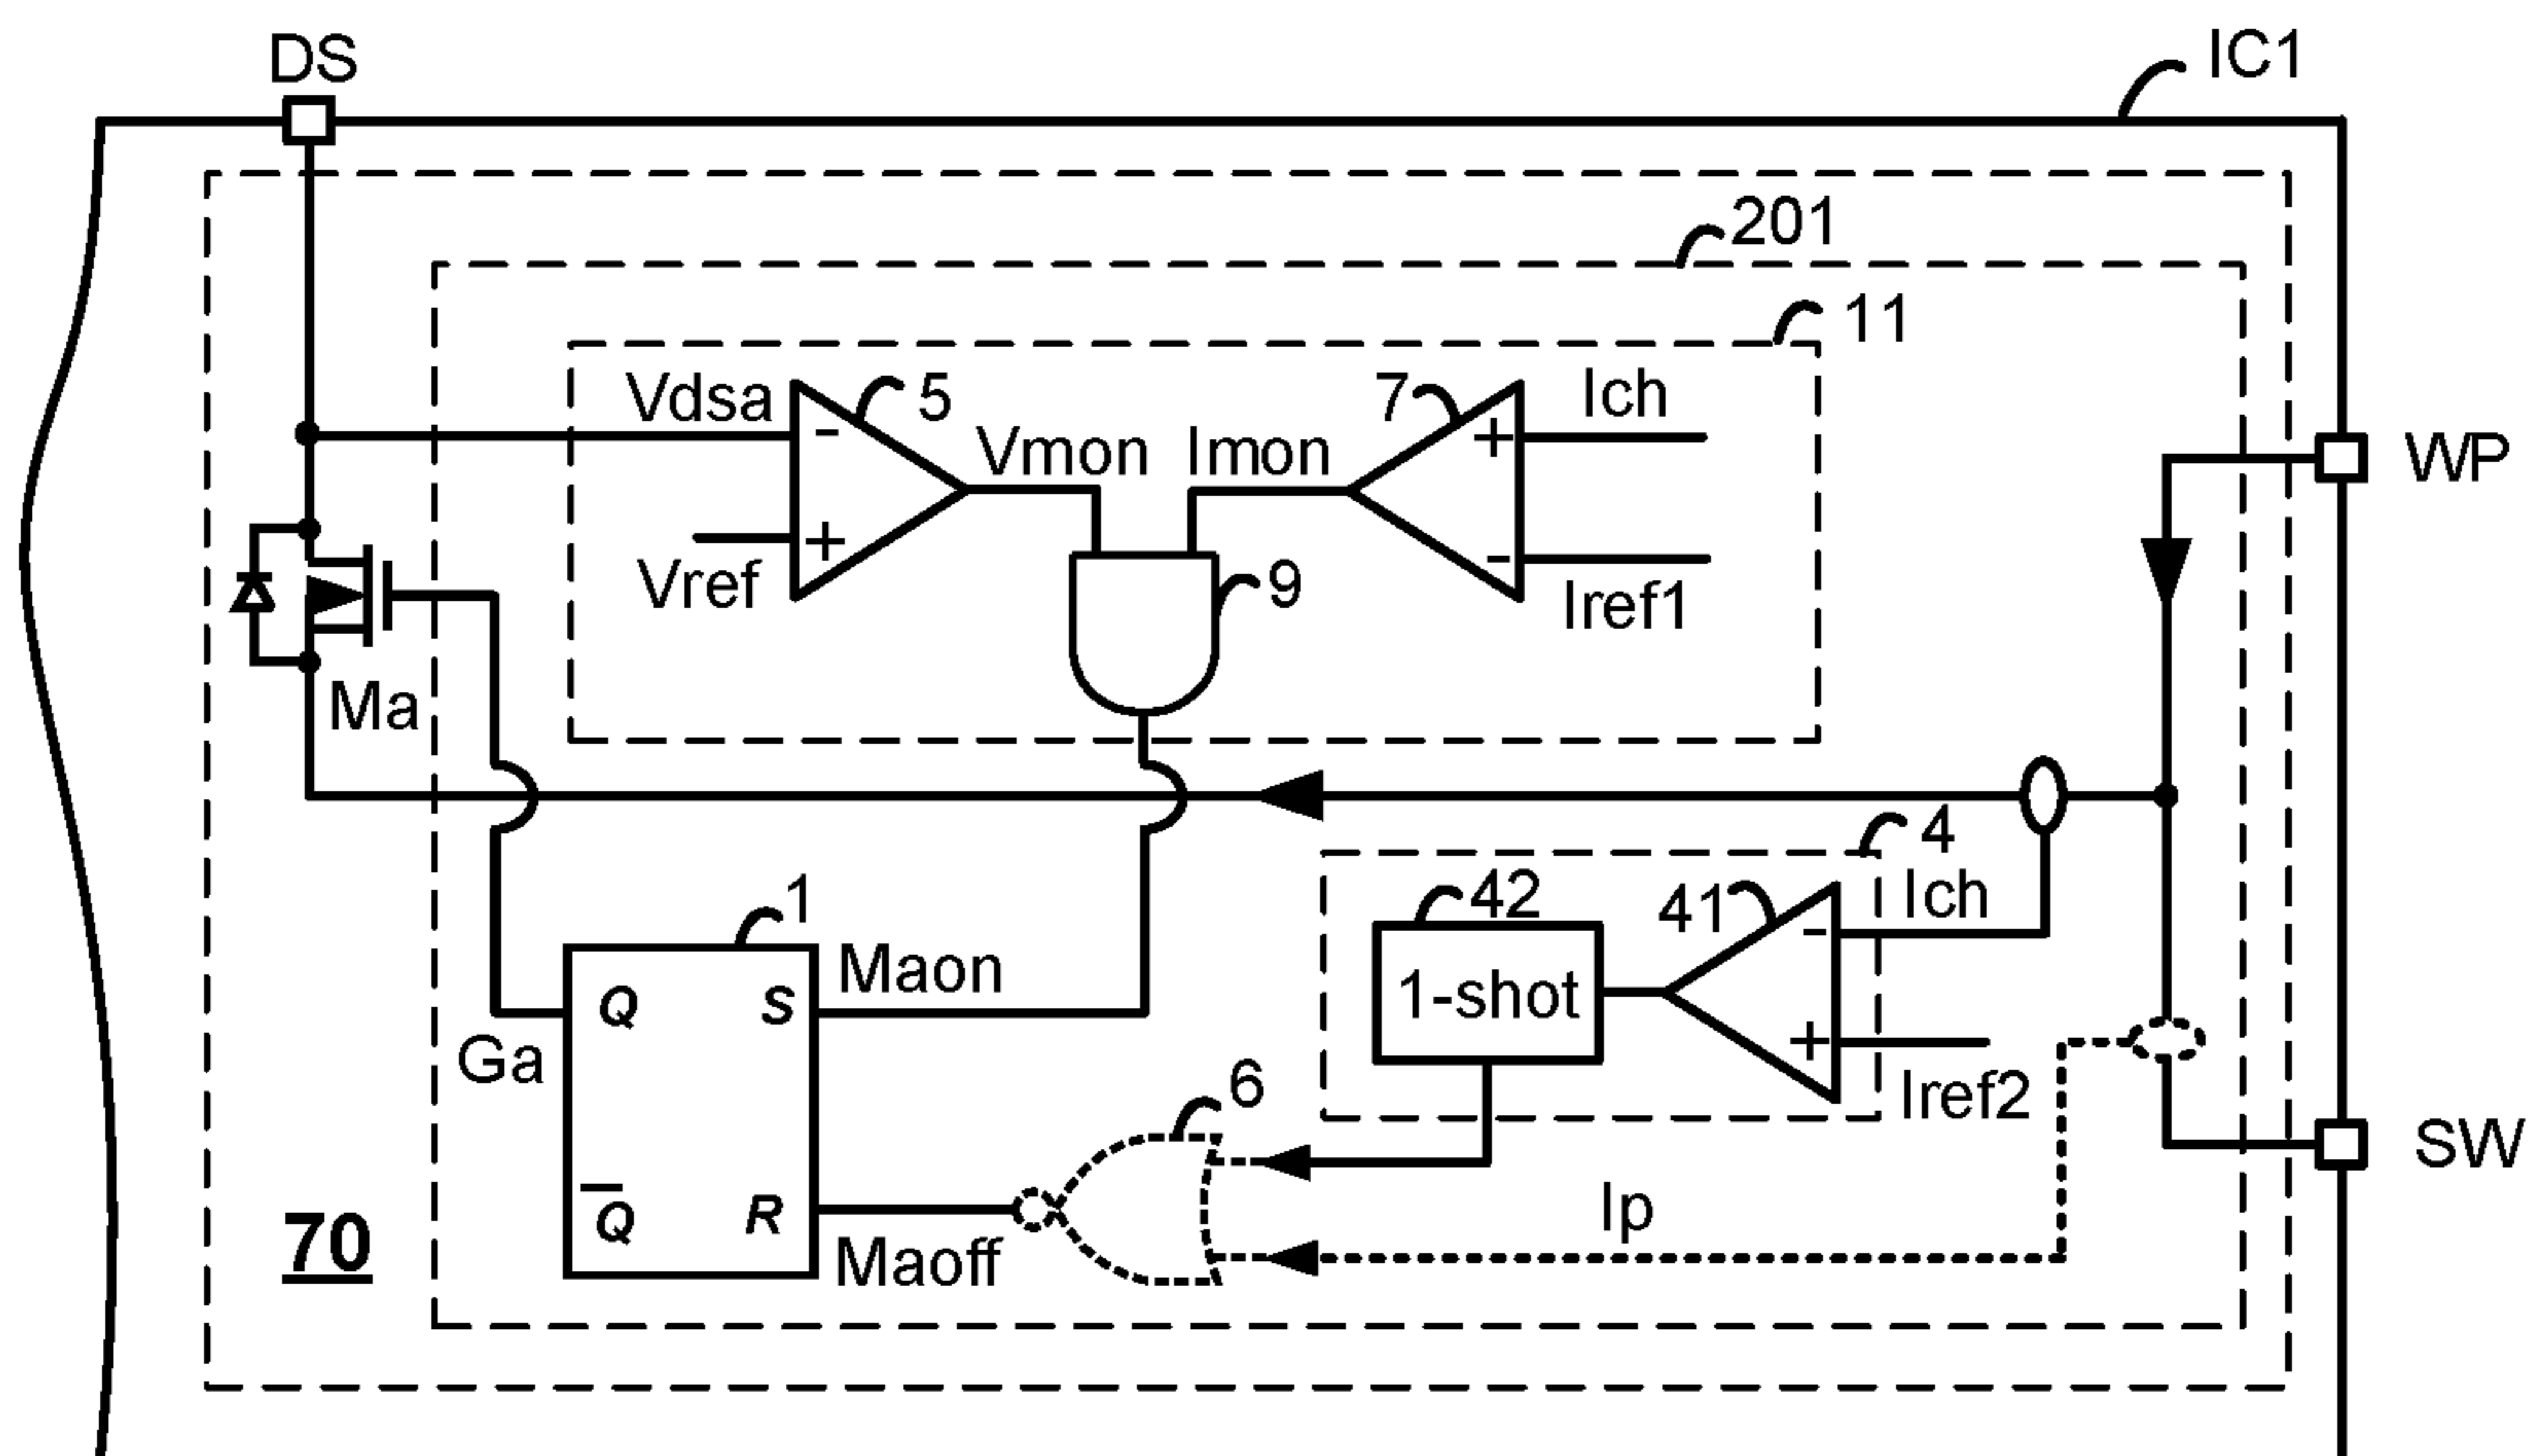 DS
IC1
201
11
Vdsa
5
7
Ich
Vmon
Imon
WP
Vref
9
Iref1
Ma
4
1
42
41
Ich
Maon
Q
S
1-shot
Ga
6
Iref2
SW
70
Q
R
Maoff
Ip